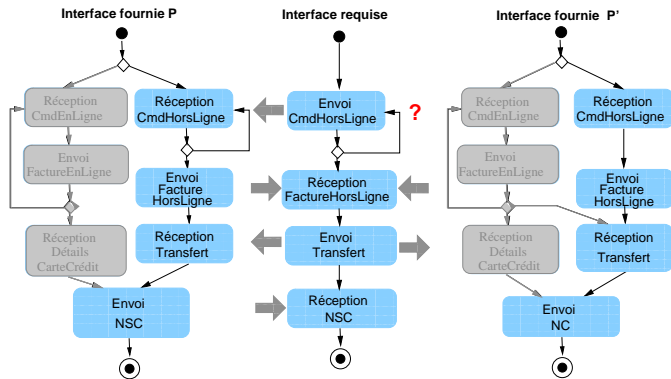 Interface fournie P
Interface requise
Interface fournie P'
Réception
CmdEnLigne
Envoi
FactureEnLigne
Réception
Détails
CarteCrédit
Réception
CmdHorsLigne
Envoi
Facture
HorsLigne
Réception
Transfert
Envoi
NSC
Envoi
CmdHorsLigne
?
Réception
FactureHorsLigne
Envoi
Transfert
Réception
NSC
Réception
CmdEnLigne
Envoi
FactureEnLigne
Réception
Détails
CarteCrédit
Réception
CmdHorsLigne
Envoi
Facture
HorsLigne
Réception
Transfert
Envoi
NC